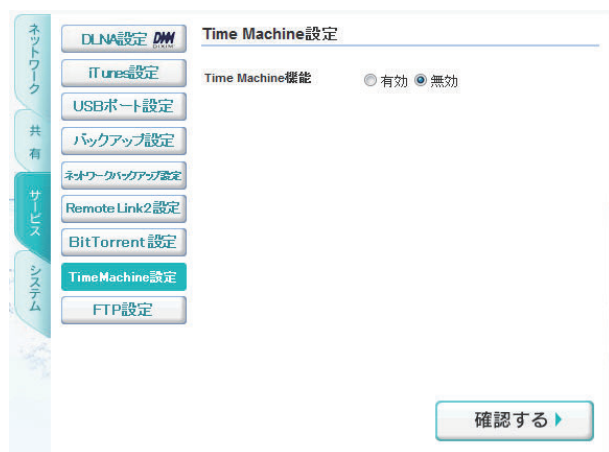 ネットワーク
共有
サービス
システム
DLNA設定
iTunes設定
USBポート設定
バックアップ設定
ネットワークバックアップ設定
Remote Link2設定
BitTorrent設定
TimeMachine設定
FTP設定
Time Machine設定
Time Machine機能 有効 無効
確認する